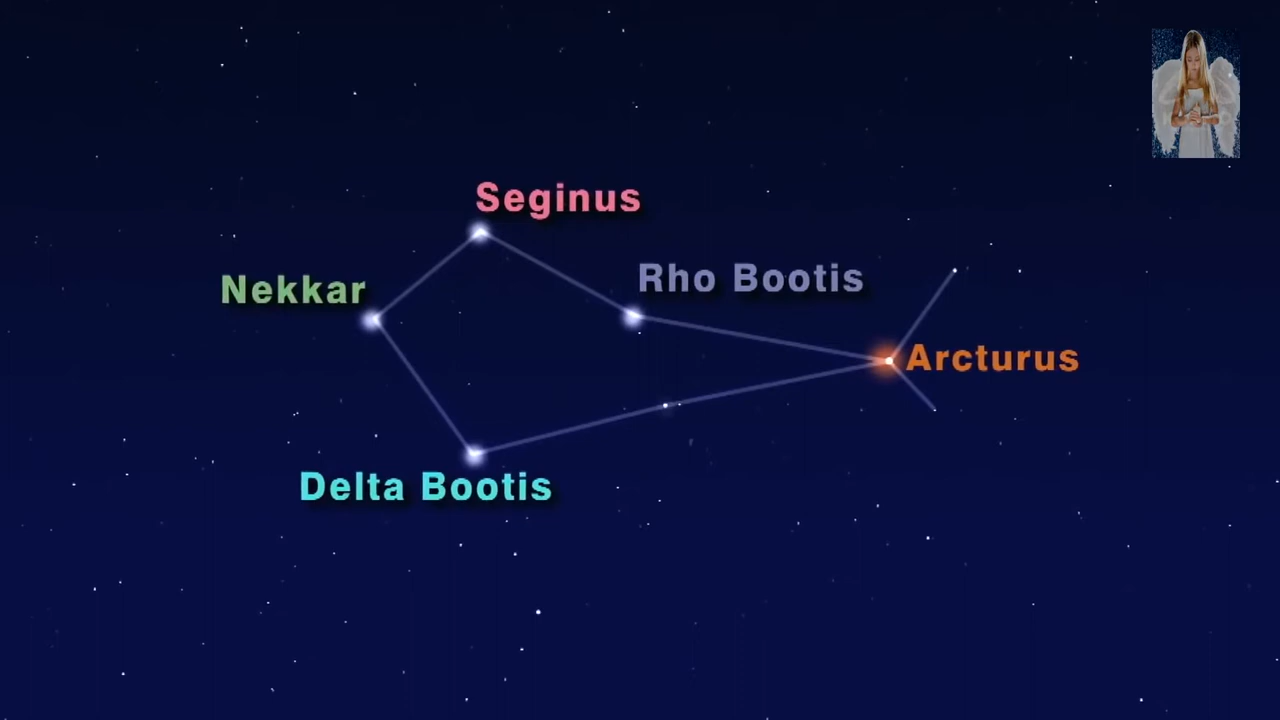 Seginus
Rho Bootis
Nekkar
Arcturus
Delta Bootis